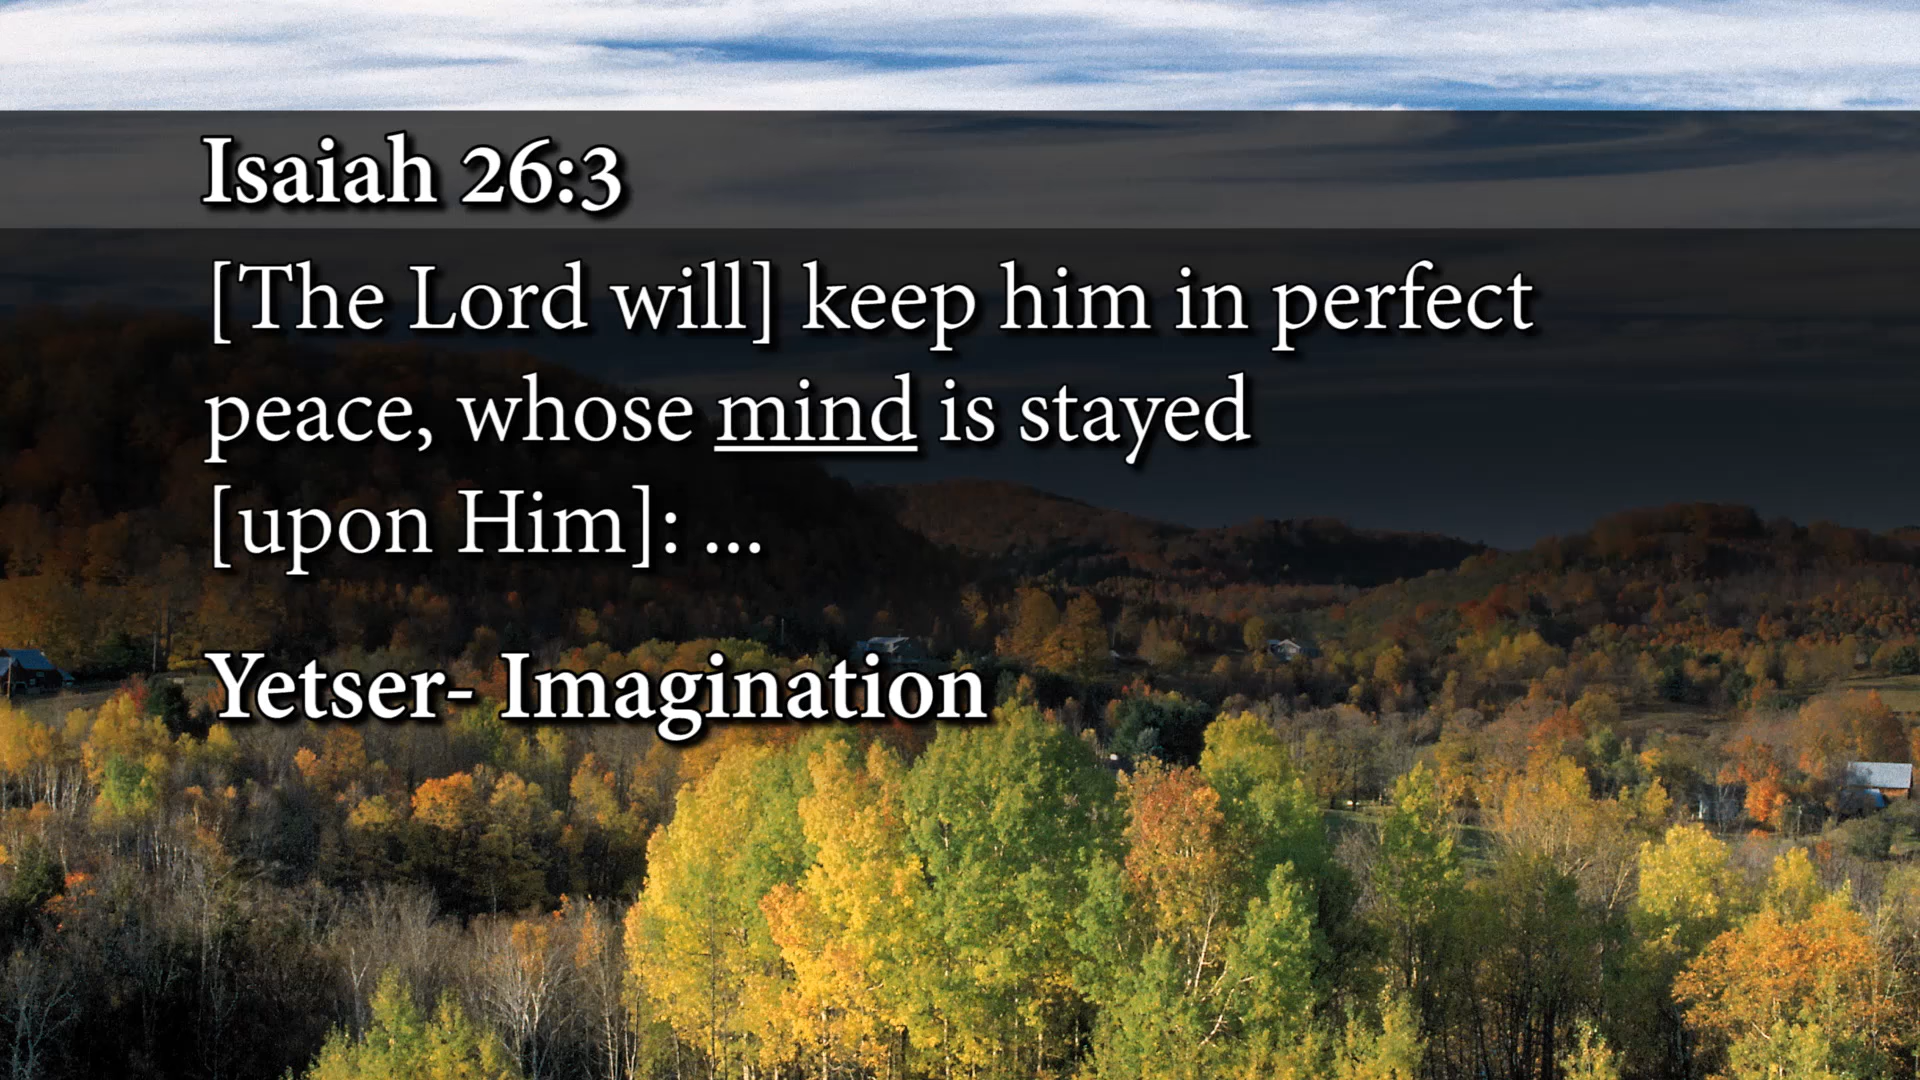 Isaiah 26:3
[The Lord will] keep him in perfect
peace, whose mind is stayed
[upon Him]: ...
Yetser- Imagination